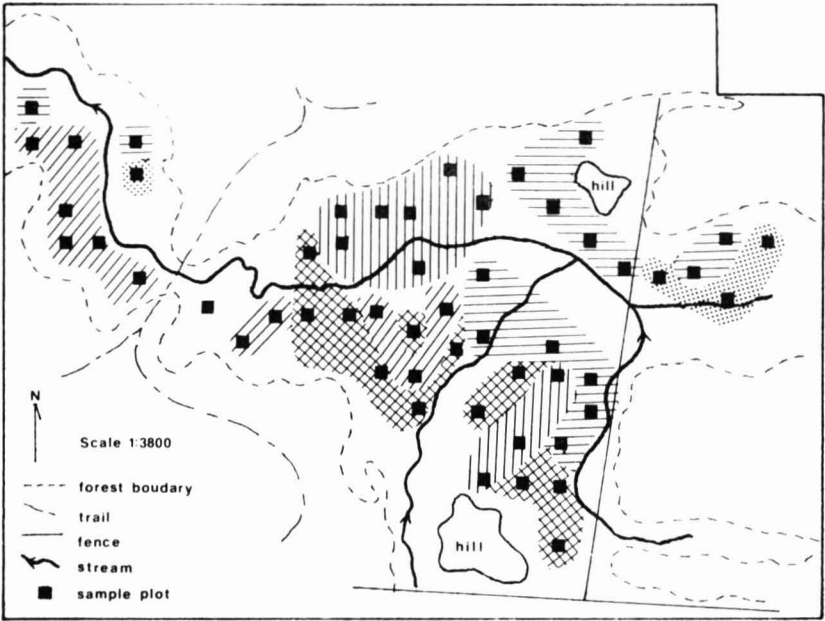 hill
N
Scale 1:3800
forest boudary
trail
fence
stream
sample plot
hill